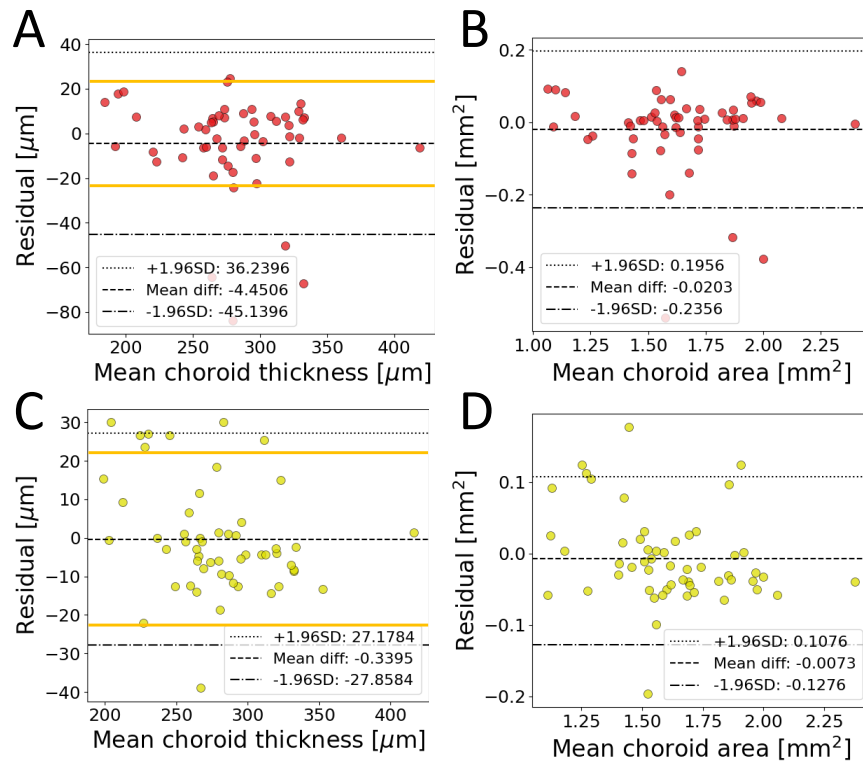 A
40
20
0
−20
−40
−60
−80
Residual [μm]
+1.96SD: 36.2396
Mean diff: -4.4506
-1.96SD: -45.1396
200 250 300 350 400
Mean choroid thickness [μm]
B
0.2
0.0
−0.2
−0.4
Residual [mm²]
+1.96SD: 0.1956
Mean diff: -0.0203
-1.96SD: -0.2356
1.00 1.25 1.50 1.75 2.00 2.25
Mean choroid area [mm²]
C
30
20
10
0
−10
−20
−30
−40
Residual [μm]
+1.96SD: 27.1784
Mean diff: -0.3395
-1.96SD: -27.8584
200 250 300 350 400
Mean choroid thickness [μm]
D
0.1
0.0
−0.1
−0.2
Residual [mm²]
+1.96SD: 0.1076
Mean diff: -0.0073
-1.96SD: -0.1276
1.25 1.50 1.75 2.00 2.25
Mean choroid area [mm²]